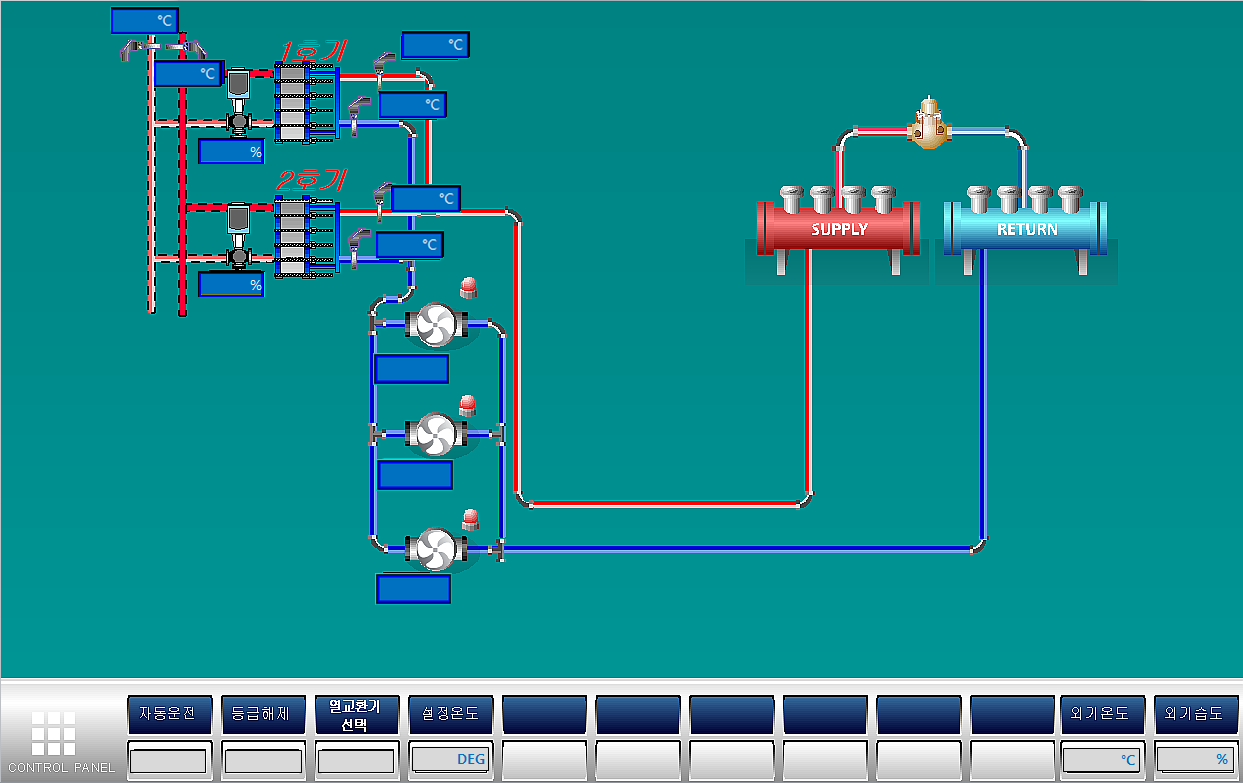 °C
1호기
°C
°C
°C
%
2호기
°C
°C
%
SUPPLY
RETURN
자동운전
등급해제
열교환기
선택
설정온도
외기온도
외기습도
DEG
°C
%
CONTROL PANEL